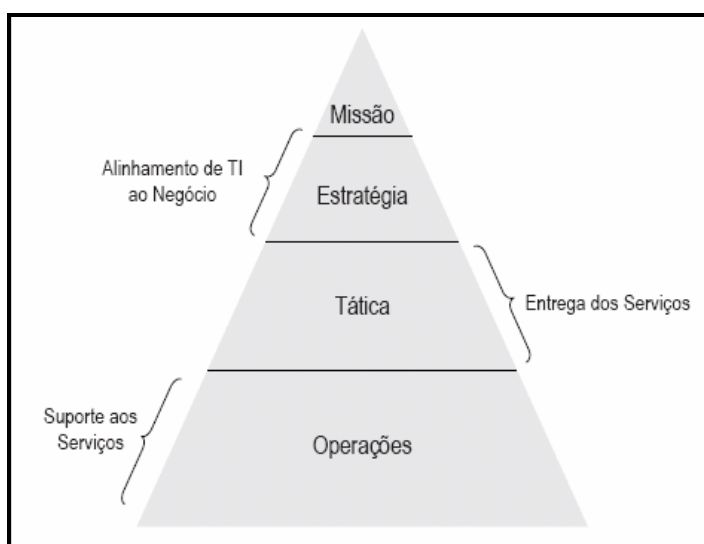 Missão
Alinhamento de TI
ao Negócio
Estratégia
Tática
Entrega dos Serviços
Suporte aos
Serviços
Operações